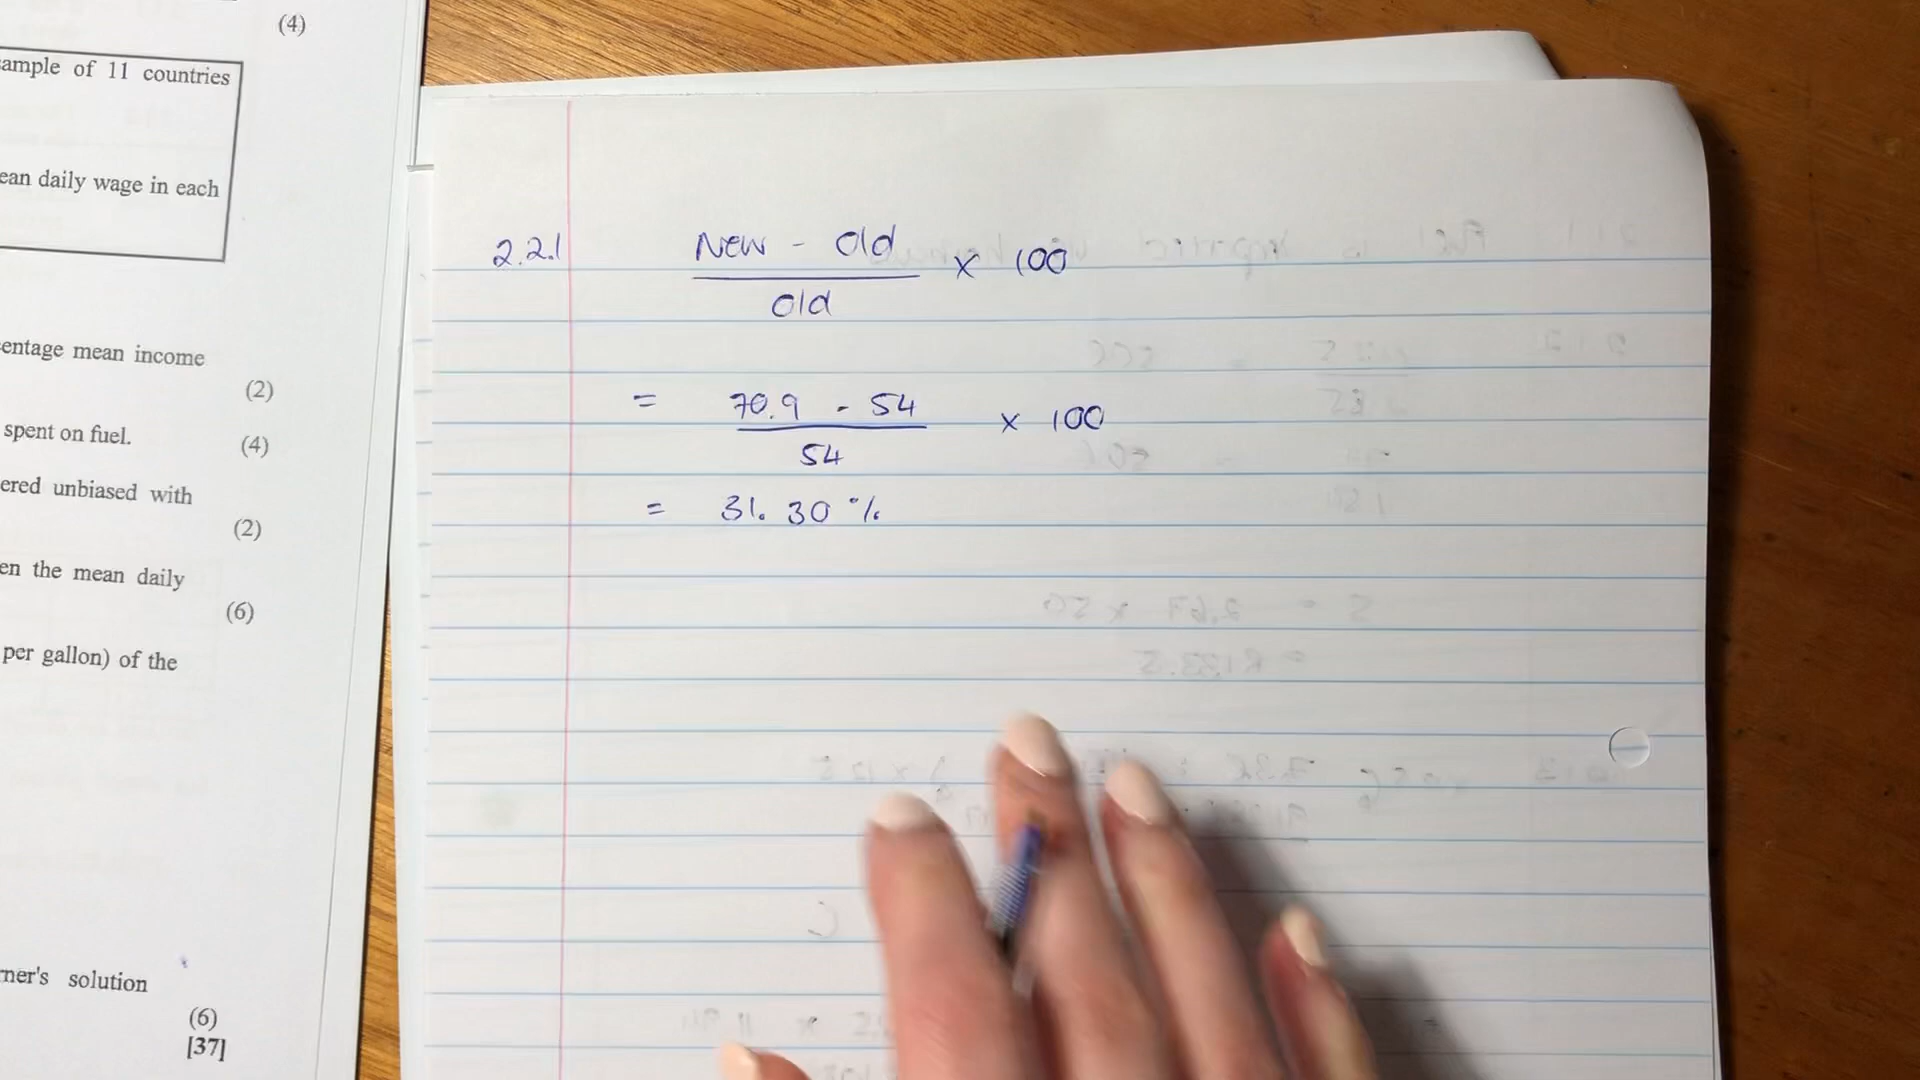 (4)
ample of 11 countries
ean daily wage in each
entage mean income
(2)
spent on fuel.
(4)
ered unbiased with
(2)
en the mean daily
(6)
per gallon) of the
ner's solution
(6)
[37]
2.2.1 New - Old
Old × 100
= 70.9 - 54
54 × 100
= 31.30 %